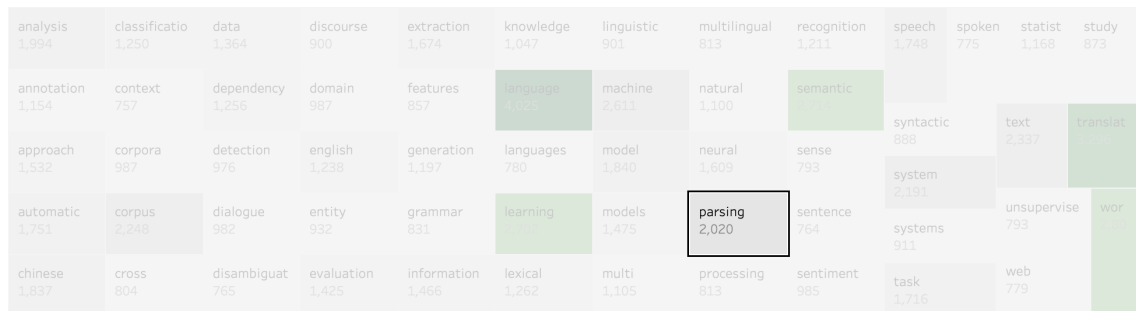 analysis
1,994
classificatio
1,250
data
1,364
discourse
900
extraction
1,674
knowledge
1,047
linguistic
901
multilingual
813
recognition
1,211
speech
1,748
spoken
775
statist
1,168
study
873
annotation
1,154
context
757
dependency
1,256
domain
987
features
857
language
4,025
machine
2,611
natural
1,100
semantic
syntactic
888
text
2,337
translat
approach
1,532
corpora
987
detection
976
english
1,238
generation
1,197
languages
780
model
1,840
neural
1,609
sense
793
system
2,191
automatic
1,751
corpus
2,248
dialogue
982
entity
932
grammar
831
learning
models
1,475
parsing
2,020
sentence
764
systems
911
unsupervise
793
wor
chinese
1,837
cross
804
disambiguat
765
evaluation
1,425
information
1,466
lexical
1,262
multi
1,105
processing
813
sentiment
985
task
1,716
web
779